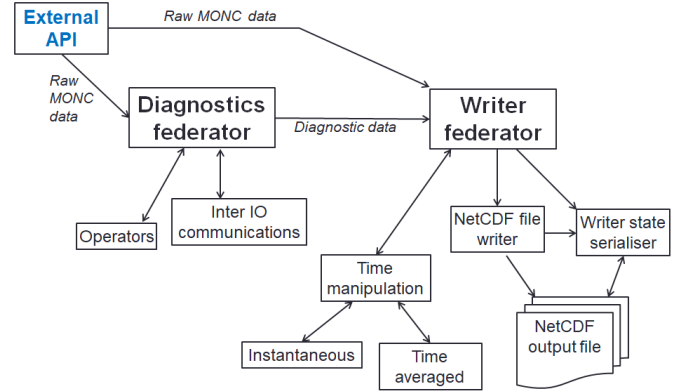 External
API
Raw MONC data
Raw
MONC
data
Diagnostics
federator
Diagnostic data
Writer
federator
Operators
Inter IO
communications
NetCDF file
writer
Writer state
serialiser
Time
manipulation
NetCDF
output file
Instantaneous
Time
averaged